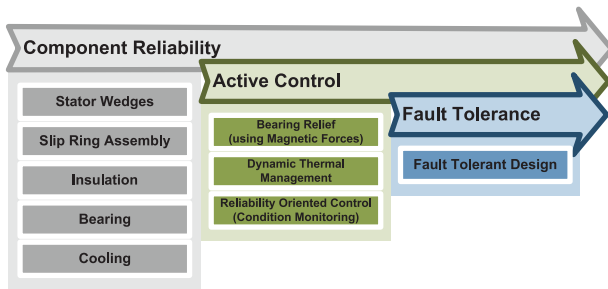 Component Reliability
Active Control
Fault Tolerance
Stator Wedges
Slip Ring Assembly
Insulation
Bearing
Cooling
Bearing Relief
(using Magnetic Forces)
Dynamic Thermal
Management
Reliability Oriented Control
(Condition Monitoring)
Fault Tolerant Design